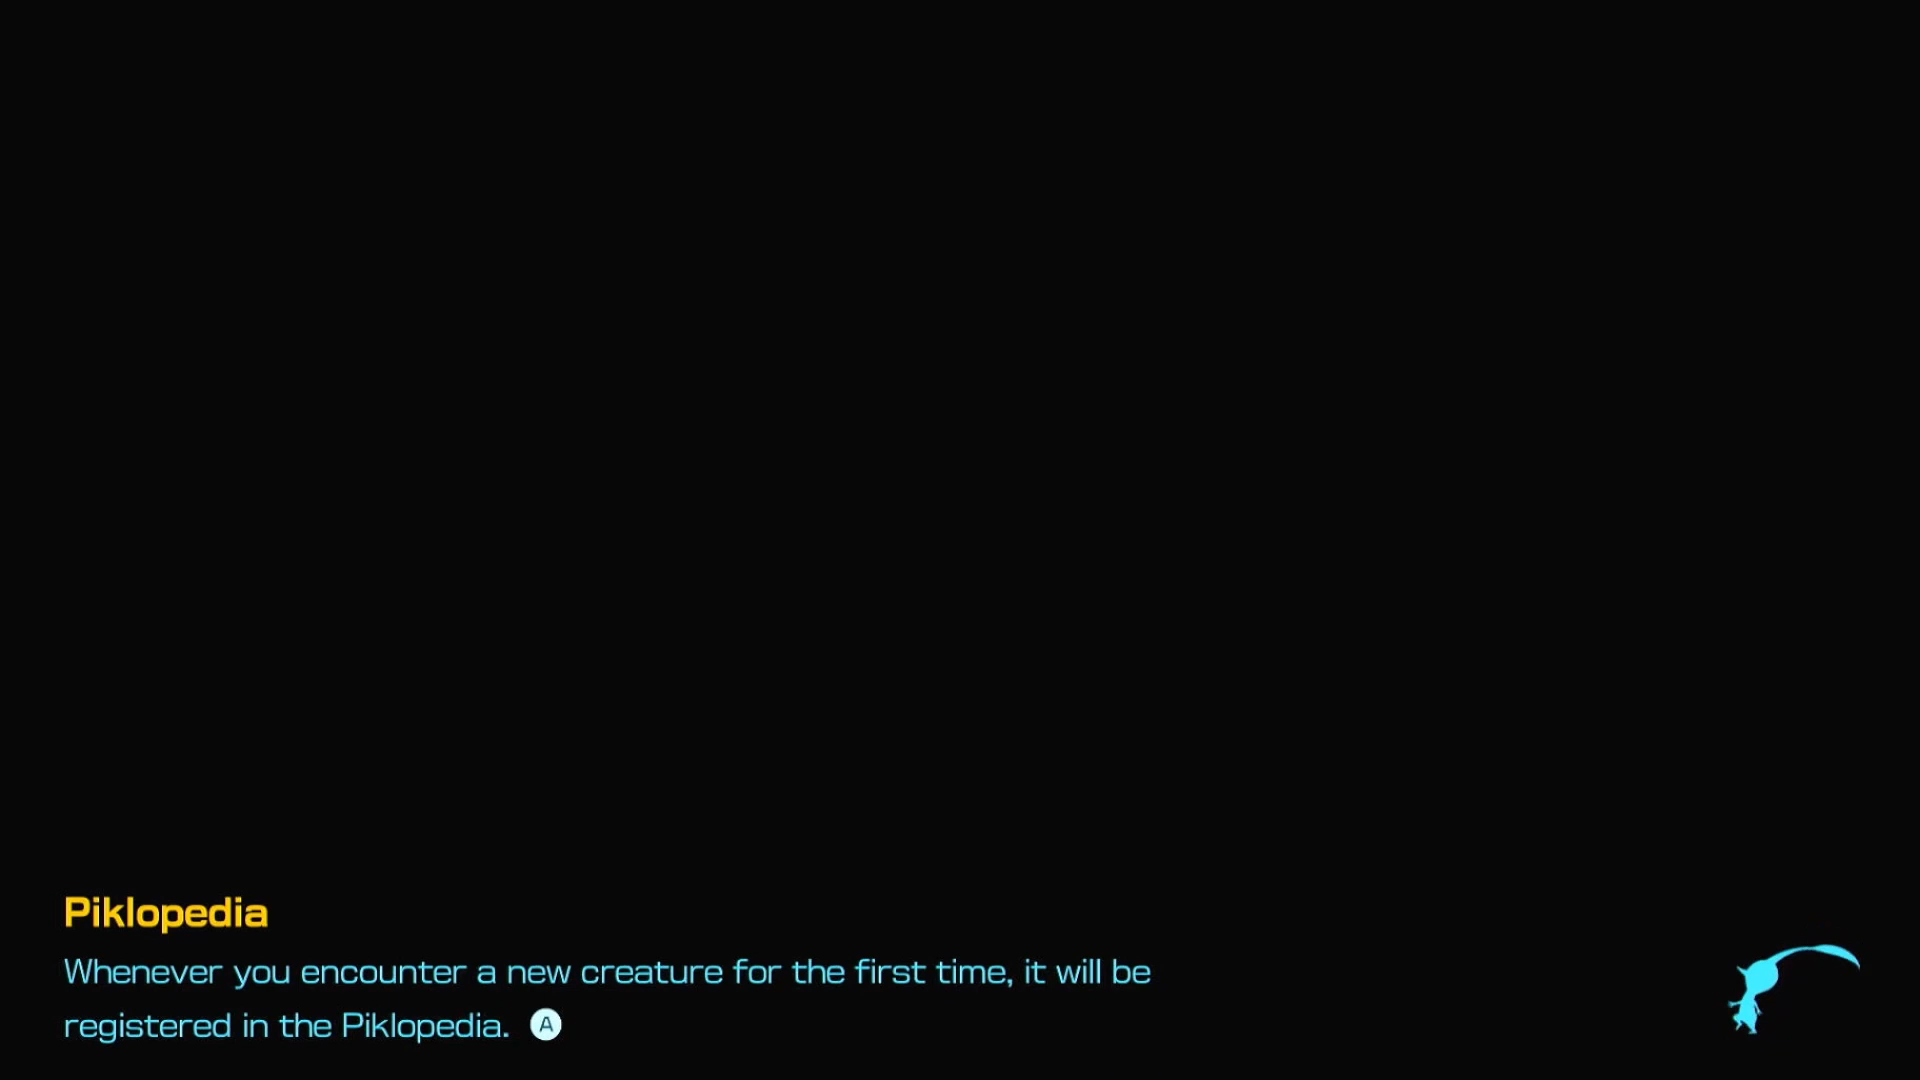 Piklopedia
Whenever you encounter a new creature for the first time, it will be
registered in the Piklopedia. A